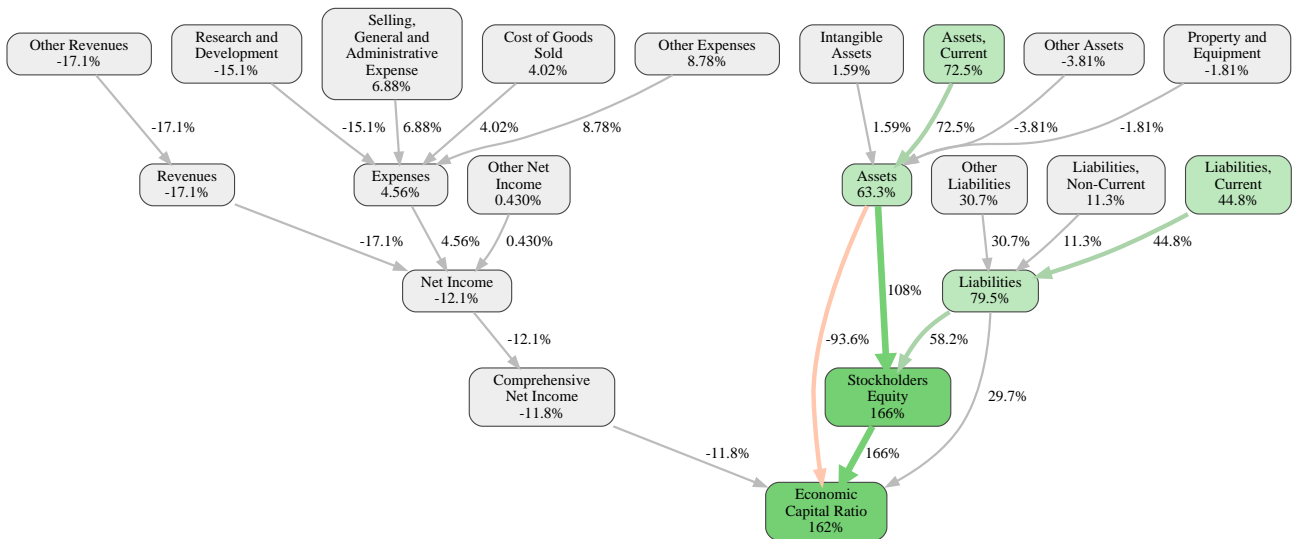 Other Revenues
-17.1%
Research and
Development
-15.1%
Selling,
General and
Administrative
Expense
6.88%
Cost of Goods
Sold
4.02%
Other Expenses
8.78%
Intangible
Assets
1.59%
Assets,
Current
72.5%
Other Assets
-3.81%
Property and
Equipment
-1.81%
-17.1%
-15.1%
6.88%
4.02%
8.78%
1.59%
72.5%
-3.81%
-1.81%
Revenues
-17.1%
Expenses
4.56%
Other Net
Income
0.430%
Assets
63.3%
Other
Liabilities
30.7%
Liabilities,
Non-Current
11.3%
Liabilities,
Current
44.8%
-17.1%
4.56%
0.430%
30.7%
11.3%
44.8%
Net Income
-12.1%
108%
Liabilities
79.5%
-12.1%
-93.6%
58.2%
Comprehensive
Net Income
-11.8%
Stockholders
Equity
166%
29.7%
-11.8%
166%
Economic
Capital Ratio
162%